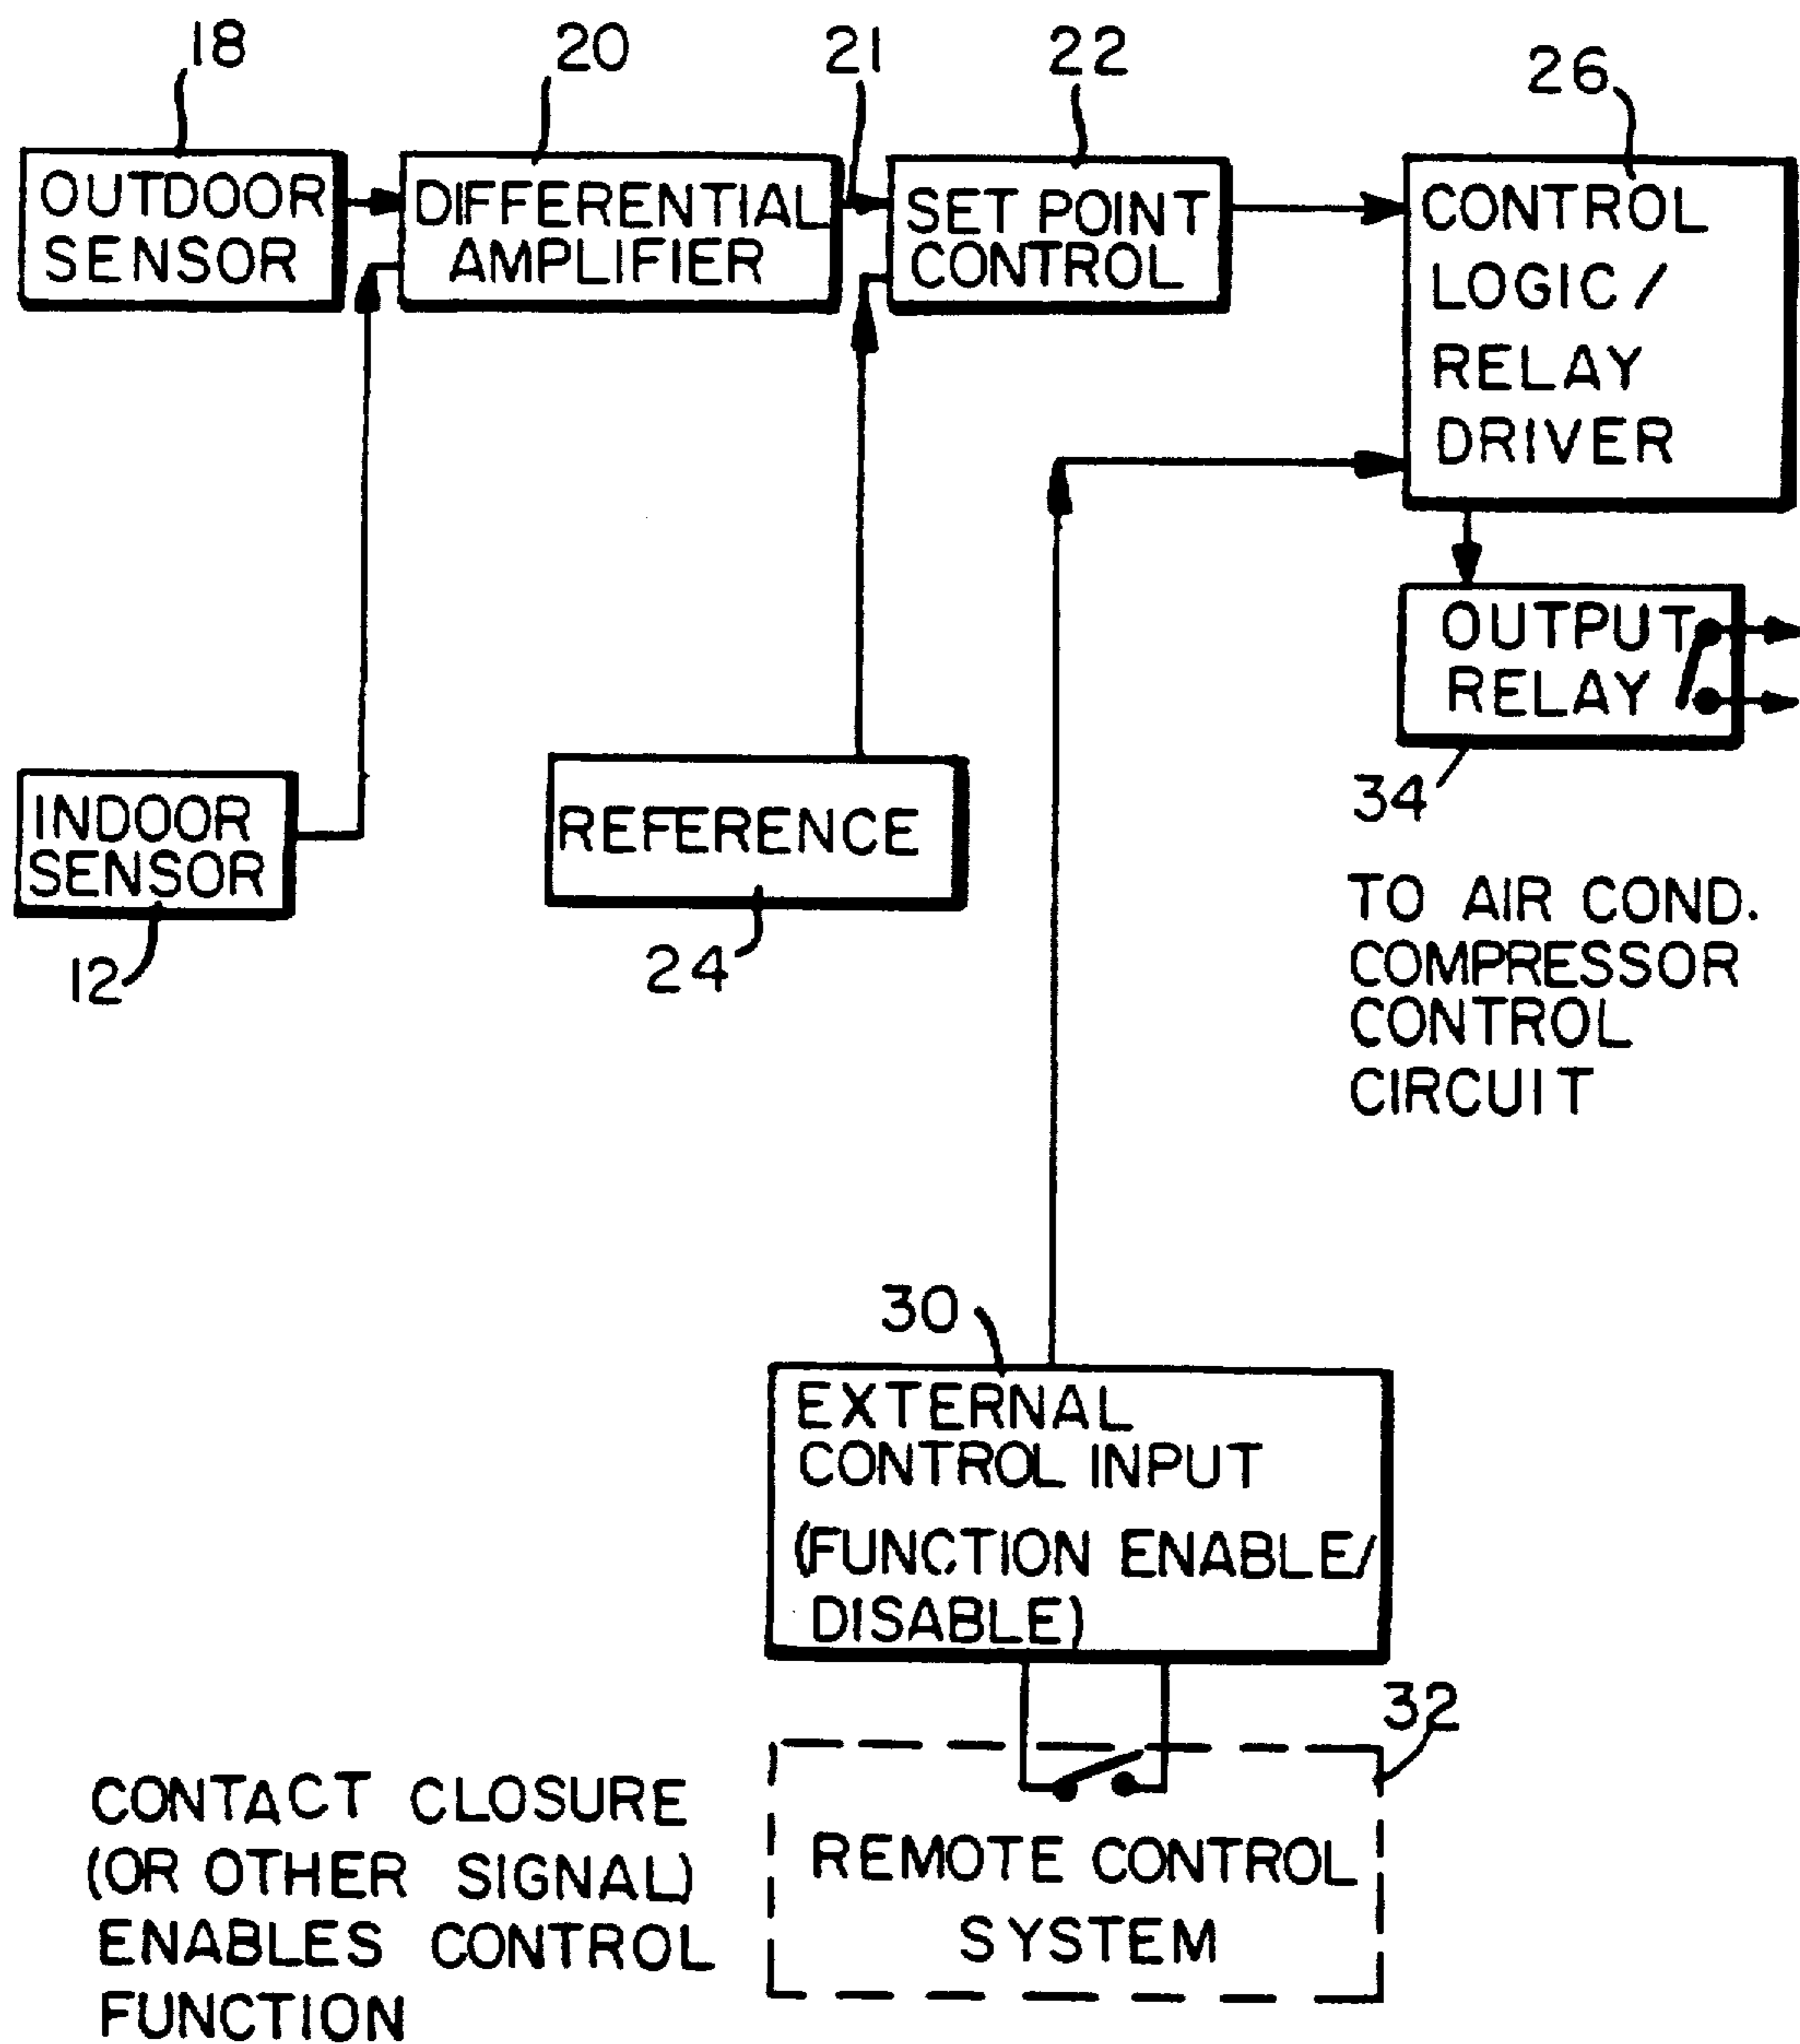 18
20
21
22
26
OUTDOOR
SENSOR
DIFFERENTIAL
AMPLIFIER
SET POINT
CONTROL
CONTROL
LOGIC /
RELAY
DRIVER
OUTPUT
RELAY
34
INDOOR
SENSOR
12
REFERENCE
24
TO AIR COND.
COMPRESSOR
CONTROL
CIRCUIT
30
EXTERNAL
CONTROL INPUT
(FUNCTION ENABLE/
DISABLE)
32
REMOTE CONTROL
SYSTEM
CONTACT CLOSURE
(OR OTHER SIGNAL)
ENABLES CONTROL
FUNCTION